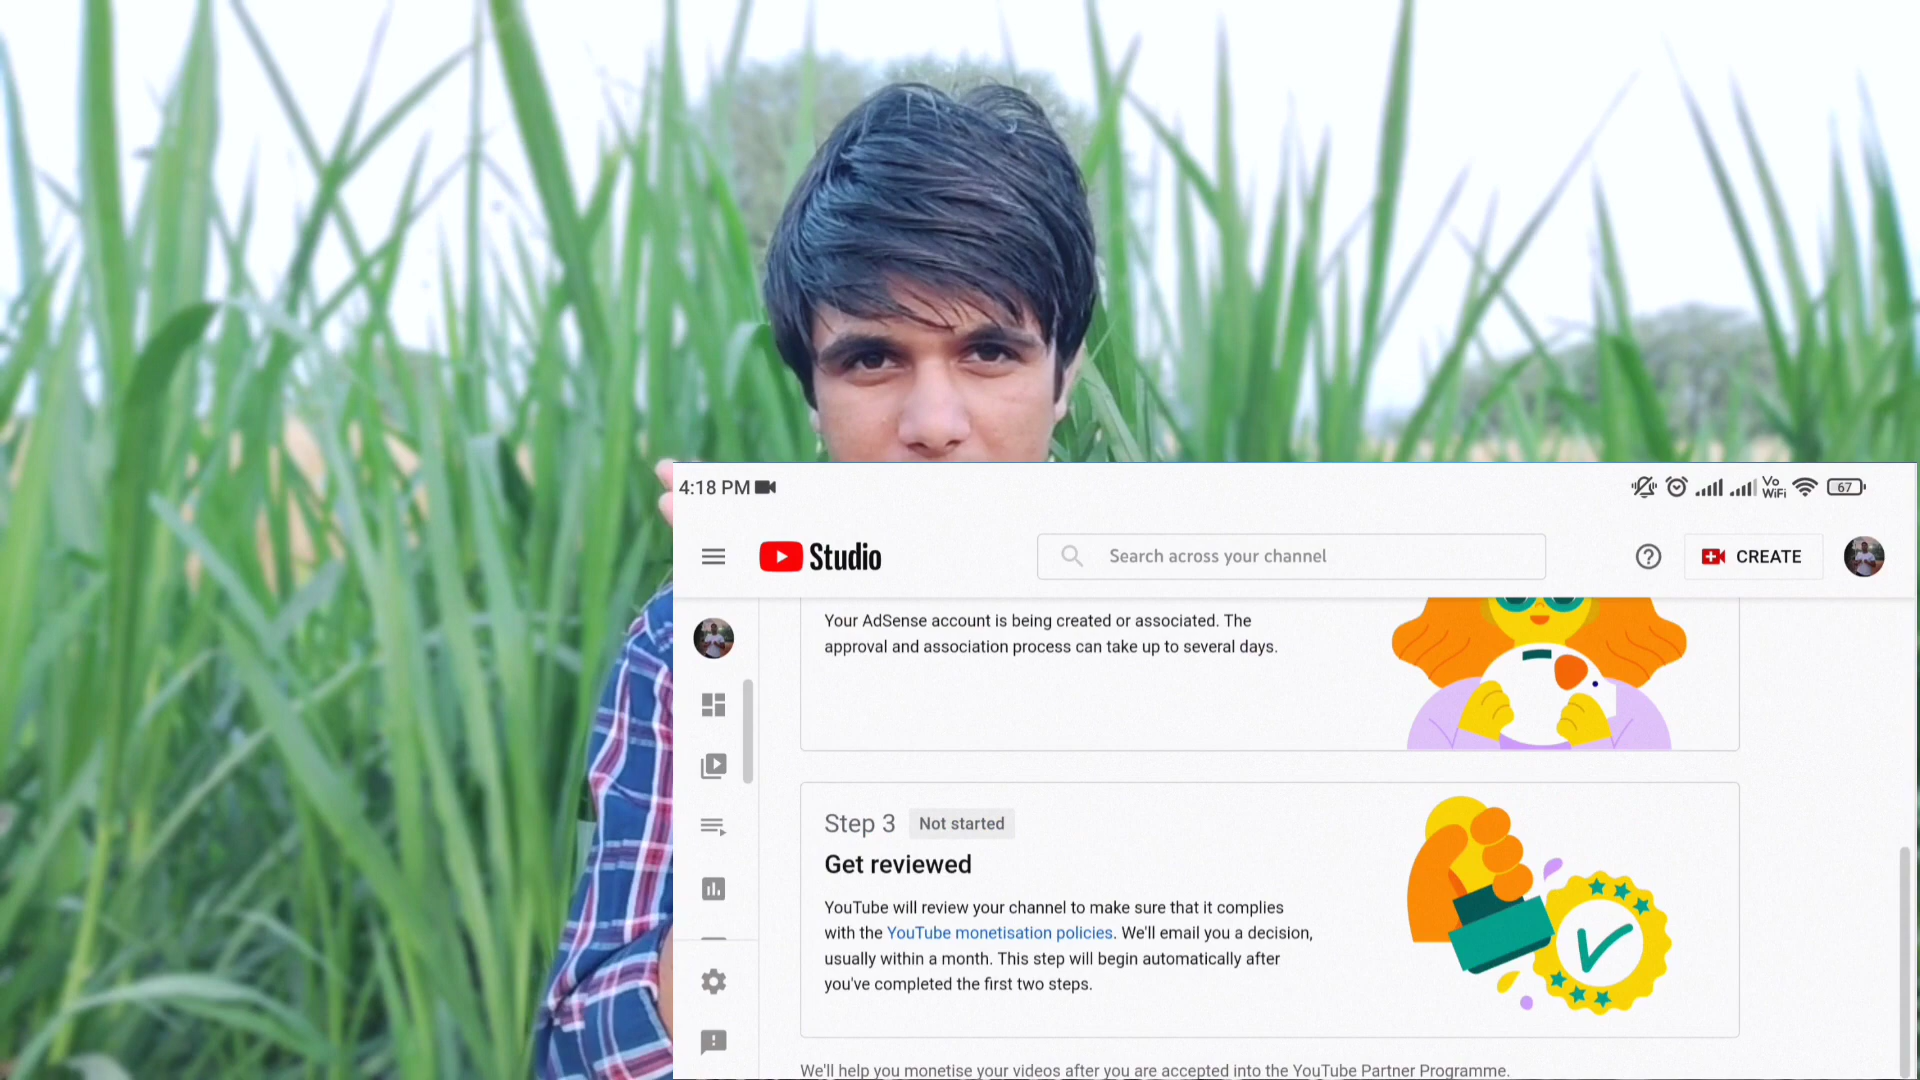 4:18 PM
Vo
WiFi
67
Studio
Search across your channel
CREATE
Your AdSense account is being created or associated. The
approval and association process can take up to several days.
Step 3 Not started
Get reviewed
YouTube will review your channel to make sure that it complies
with the YouTube monetisation policies. We'll email you a decision,
usually within a month. This step will begin automatically after
you've completed the first two steps.
We'll help you monetise your videos after you are accepted into the YouTube Partner Programme.